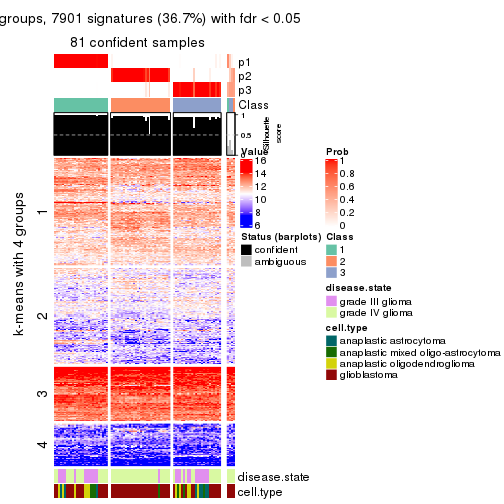 groups, 7901 signatures (36.7%) with fdr < 0.05
81 confident samples
p1
p2
p3
Class
1
0.5
0
Silhouette
score
k-means with 4 groups
1
2
3
4
disease.state
cell.type
Value
16
14
12
10
8
6
Prob
1
0.8
0.6
0.4
0.2
0
Status (barplots)
confident
ambiguous
Class
1
2
3
disease.state
grade III glioma
grade IV glioma
cell.type
anaplastic astrocytoma
anaplastic mixed oligo-astrocytoma
anaplastic oligodendroglioma
glioblastoma